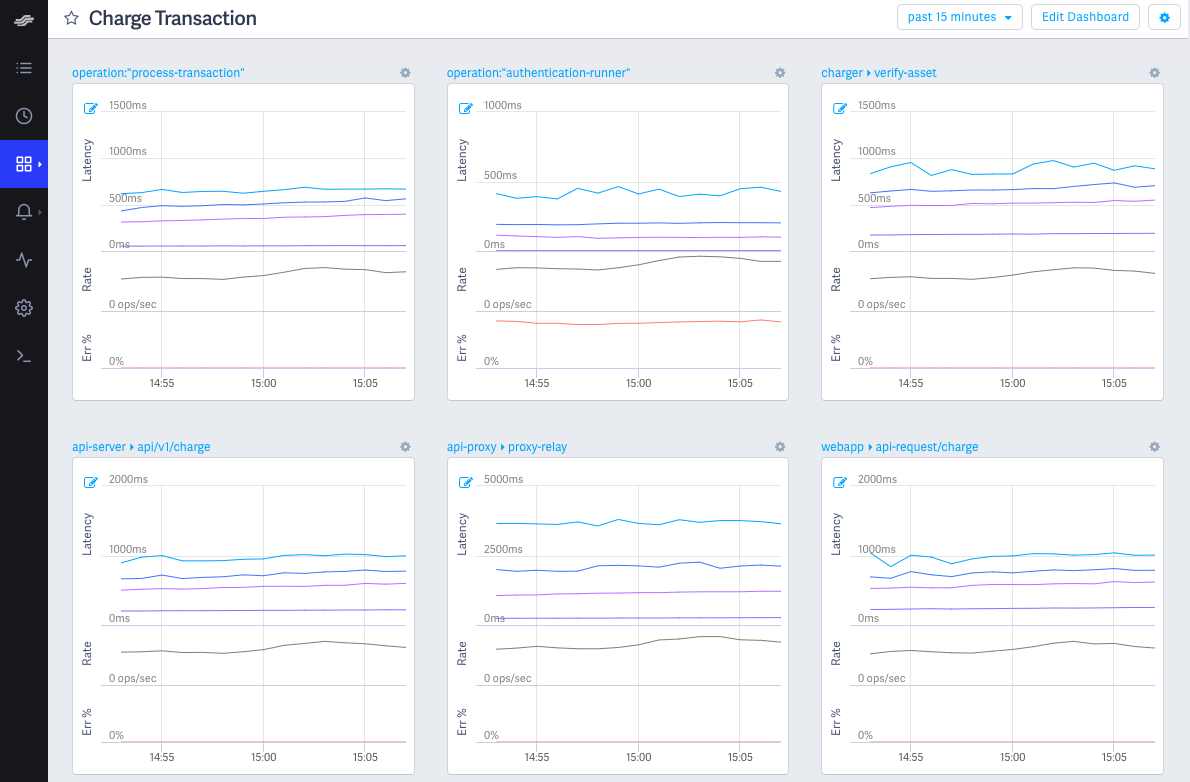 Charge Transaction
past 15 minutes
Edit Dashboard
operation:"process-transaction"
1500ms
1000ms
500ms
0ms
0 ops/sec
0%
Latency
Rate
Err %
14:55 15:00 15:05
operation:"authentication-runner"
1000ms
500ms
0ms
0 ops/sec
0%
Latency
Rate
Err %
14:55 15:00 15:05
charger verify-asset
1500ms
1000ms
500ms
0ms
0 ops/sec
0%
Latency
Rate
Err %
14:55 15:00 15:05
api-server api/v1/charge
2000ms
1000ms
0ms
0 ops/sec
0%
Latency
Rate
Err %
14:55 15:00 15:05
api-proxy proxy-relay
5000ms
2500ms
0ms
0 ops/sec
0%
Latency
Rate
Err %
14:55 15:00 15:05
webapp api-request/charge
2000ms
1000ms
0ms
0 ops/sec
0%
Latency
Rate
Err %
14:55 15:00 15:05